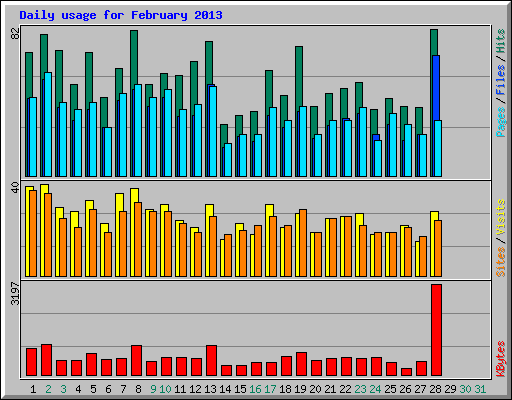 Daily usage for February 2013
82
Pages / Files / Hits
40
Sites / Visits
3197
KBytes
1 2 3 4 5 6 7 8 9 10 11 12 13 14 15 16 17 18 19 20 21 22 23 24 25 26 27 28 29 30 31